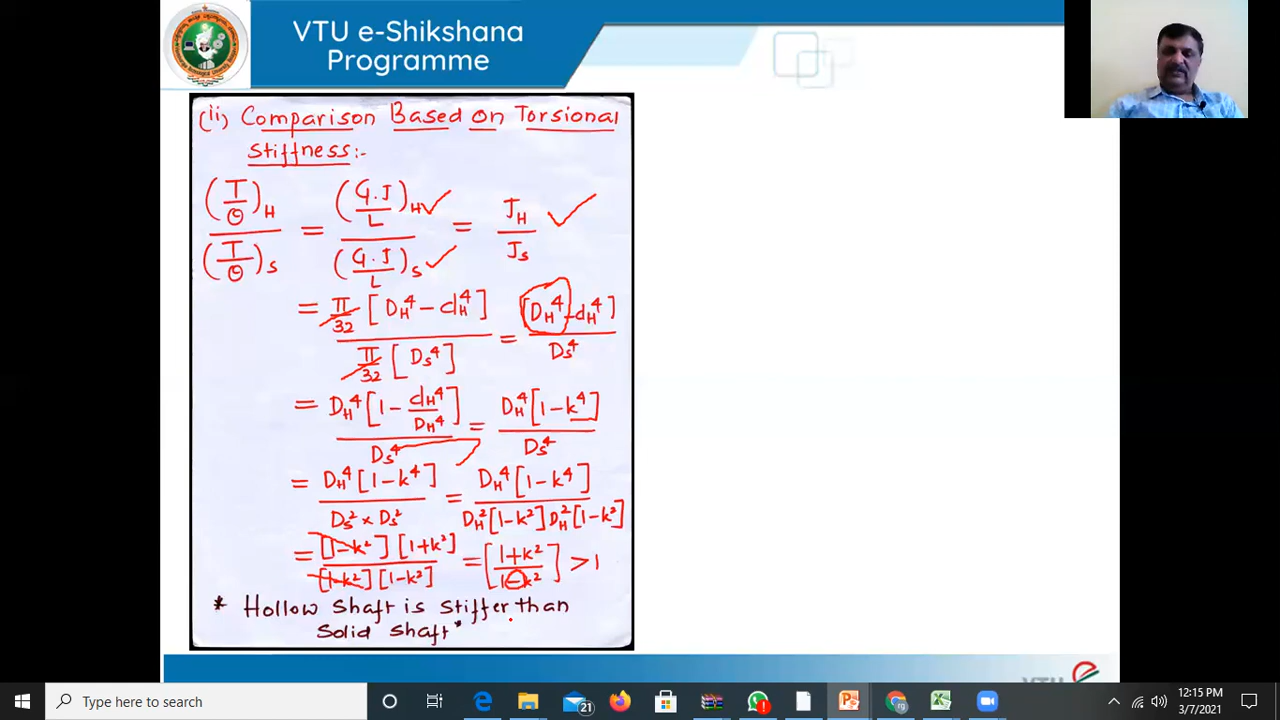 VTU e-Shikshana
Programme
(ii) Comparison Based on Torsional
Stiffness:-
(T/θ)H / (T/θ)S = (G.J/L)H ✓ / (G.J/L)S ✓ = JH / JS ✓
= π/32 [DH⁴ - dH⁴] / π/32 [DS⁴] = [DH⁴ - dH⁴] / DS⁴
= DH⁴ [1 - dH⁴/DH⁴] / DS⁴ = DH⁴ [1-k⁴] / DS⁴
= DH⁴ [1-k⁴] / DS² × DS² = DH⁴ [1-k⁴] / DH² [1-k²] DH² [1-k²]
= [1-k²] [1+k²] / [1-k²] [1-k²] = [1+k² / 1-k²] > 1
* Hollow shaft is stiffer than
solid shaft *
VTU
Type here to search
21
12:15 PM
3/7/2021